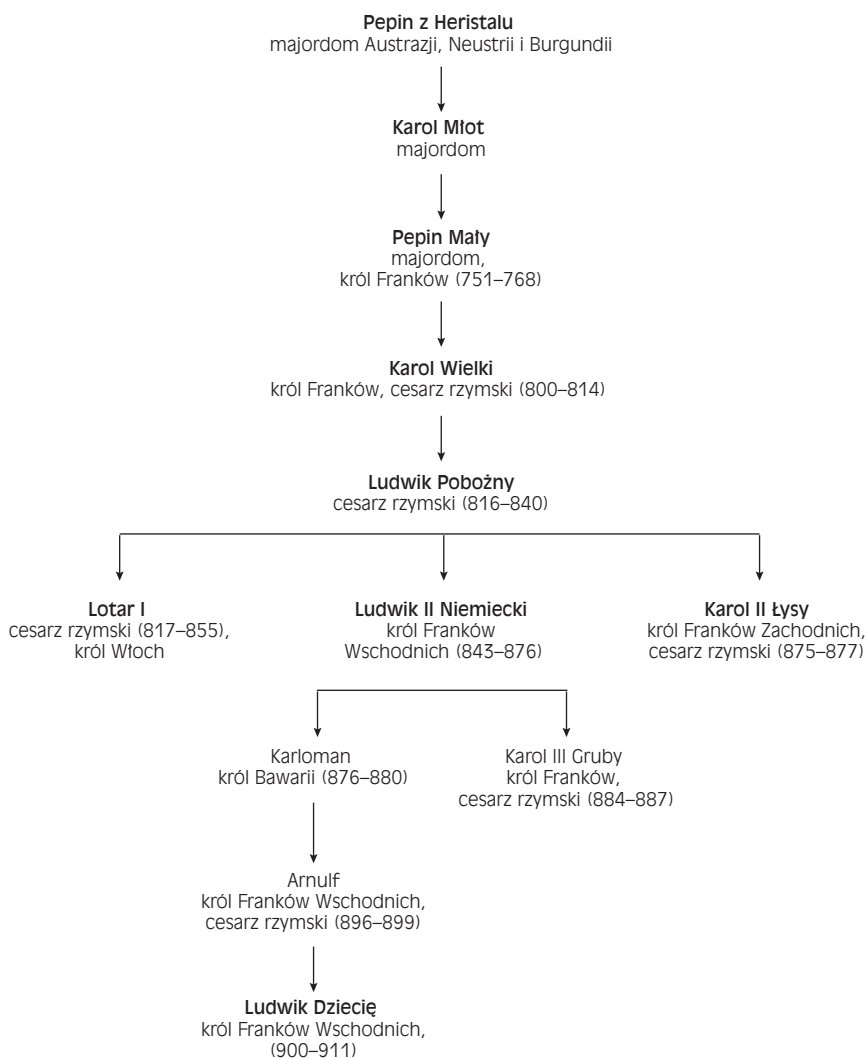 Pepin z Heristalu
majordom Austrazji, Neustrii i Burgundii
Karol Młot
majordom
Pepin Mały
majordom,
król Franków (751–768)
Karol Wielki
król Franków, cesarz rzymski (800–814)
Ludwik Pobożny
cesarz rzymski (816–840)
Lotar I
cesarz rzymski (817–855),
król Włoch
Ludwik II Niemiecki
król Franków
Wschodnich (843–876)
Karol II Łysy
król Franków Zachodnich,
cesarz rzymski (875–877)
Karloman
król Bawarii (876–880)
Karol III Gruby
król Franków,
cesarz rzymski (884–887)
Arnulf
król Franków Wschodnich,
cesarz rzymski (896–899)
Ludwik Dziecię
król Franków Wschodnich,
(900–911)